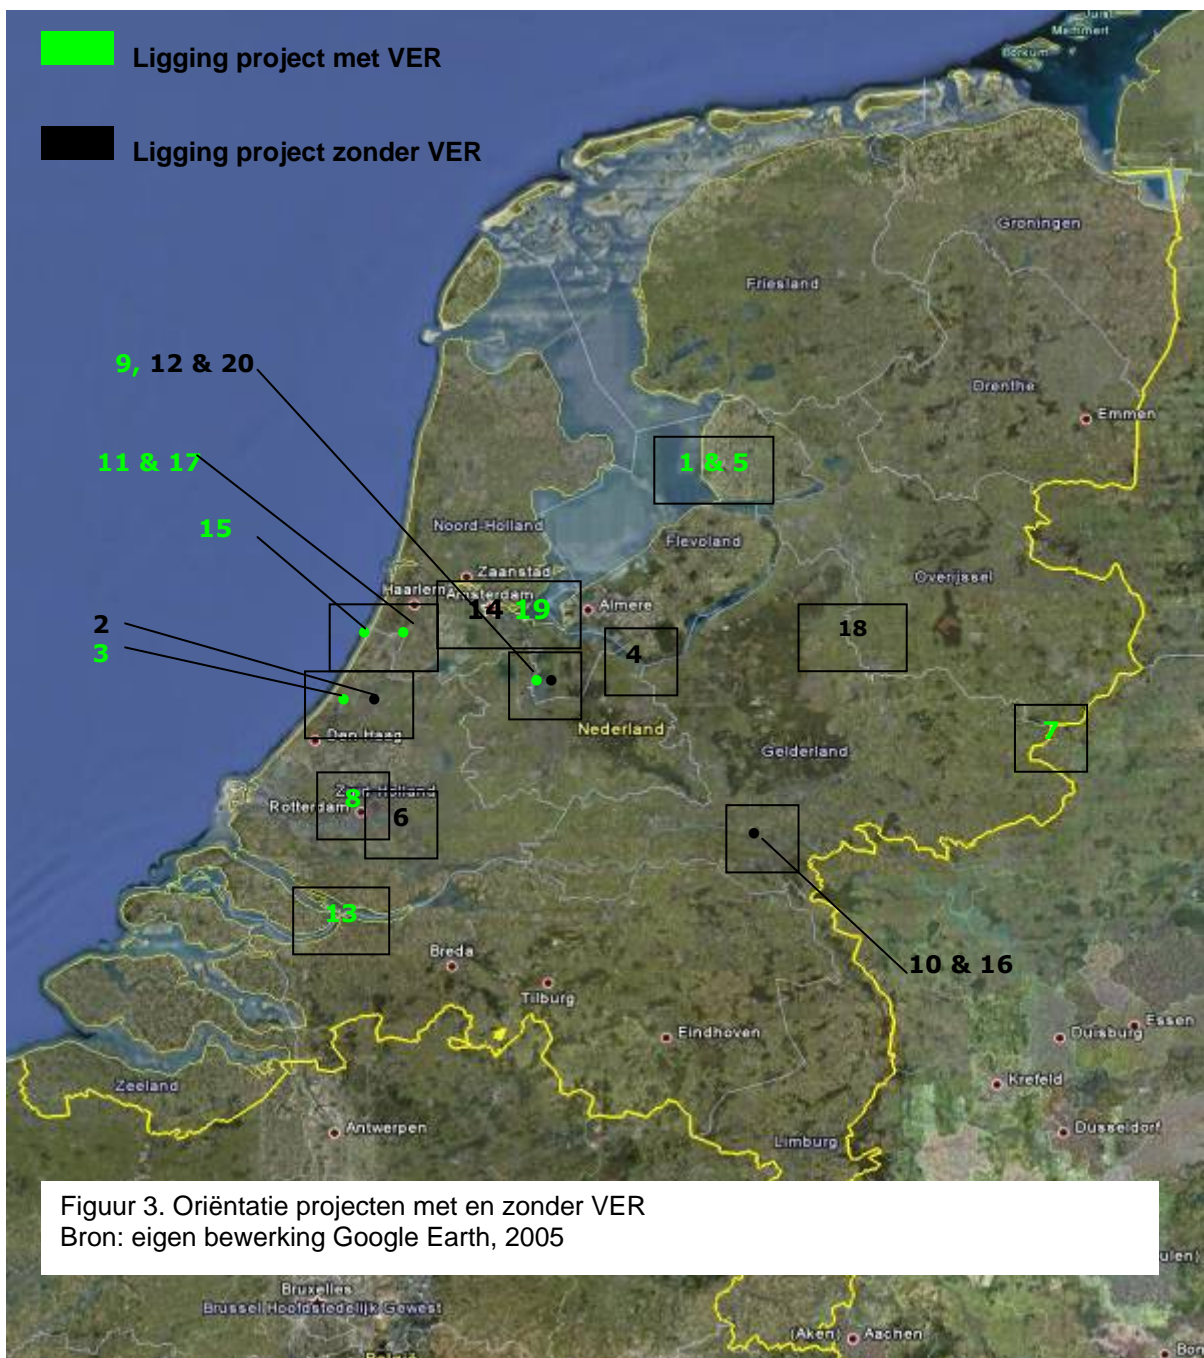 Ligging project met VER
Ligging project zonder VER
Memmert
Borkum
Groningen
Friesland
9, 12 & 20
Drenthe
Emmen
11 & 17
1 & 5
15
Noord-Holland
Flevoland
Zaanstad
Overijssel
Haarlem
Amsterdam
Almere
14 19
2
3
18
4
Nederland
7
Den Haag
Gelderland
Zuid-Holland
8
Rotterdam
6
13
10 & 16
Breda
Tilburg
Eindhoven
Essen
Duisburg
Krefeld
Zeeland
Antwerpen
Dusseldorf
Limburg
Figuur 3. Oriëntatie projecten met en zonder VER
Bron: eigen bewerking Google Earth, 2005
Bruxelles
Brussel Hoofdstedelijk Gewest
(Aken) Aachen